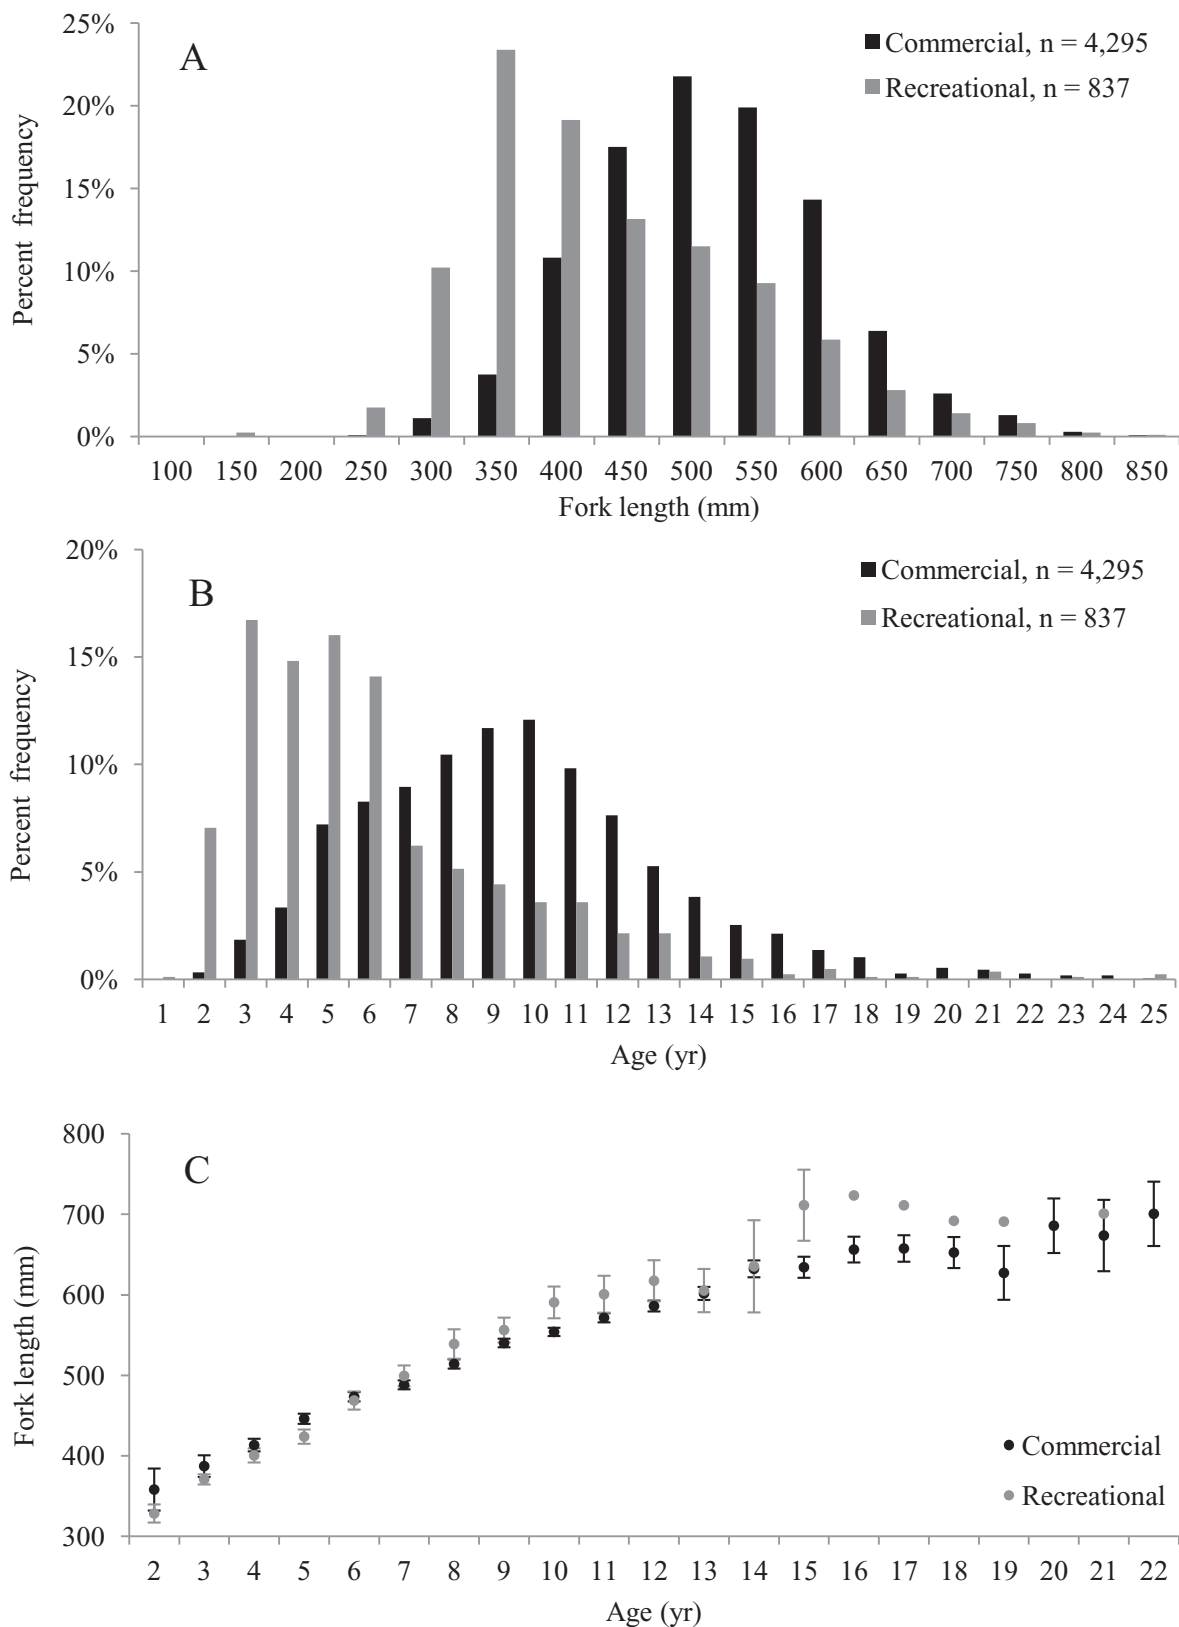 25%
A
Commercial, n = 4,295
20%
Recreational, n = 837
15%
10%
5%
0%
Percent frequency
100 150 200 250 300 350 400 450 500 550 600 650 700 750 800 850
Fork length (mm)
20%
B
Commercial, n = 4,295
Recreational, n = 837
15%
10%
5%
0%
Percent frequency
1 2 3 4 5 6 7 8 9 10 11 12 13 14 15 16 17 18 19 20 21 22 23 24 25
Age (yr)
800
C
700
600
500
400
300
Fork length (mm)
Commercial
Recreational
2 3 4 5 6 7 8 9 10 11 12 13 14 15 16 17 18 19 20 21 22
Age (yr)